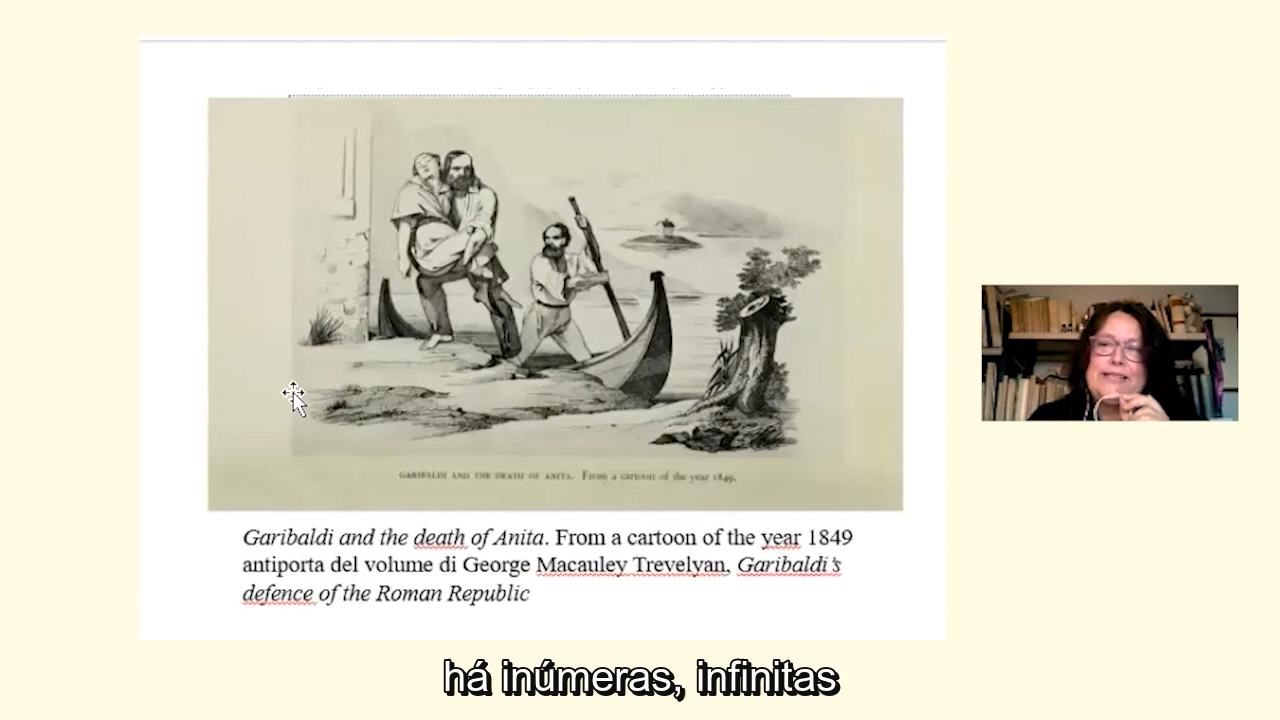 GARIBALDI AND THE DEATH OF ANITA. From a cartoon of the year 1849.
Garibaldi and the death of Anita. From a cartoon of the year 1849
antiporta del volume di George Macauley Trevelyan, Garibaldi's
defence of the Roman Republic
há inúmeras, infinitas